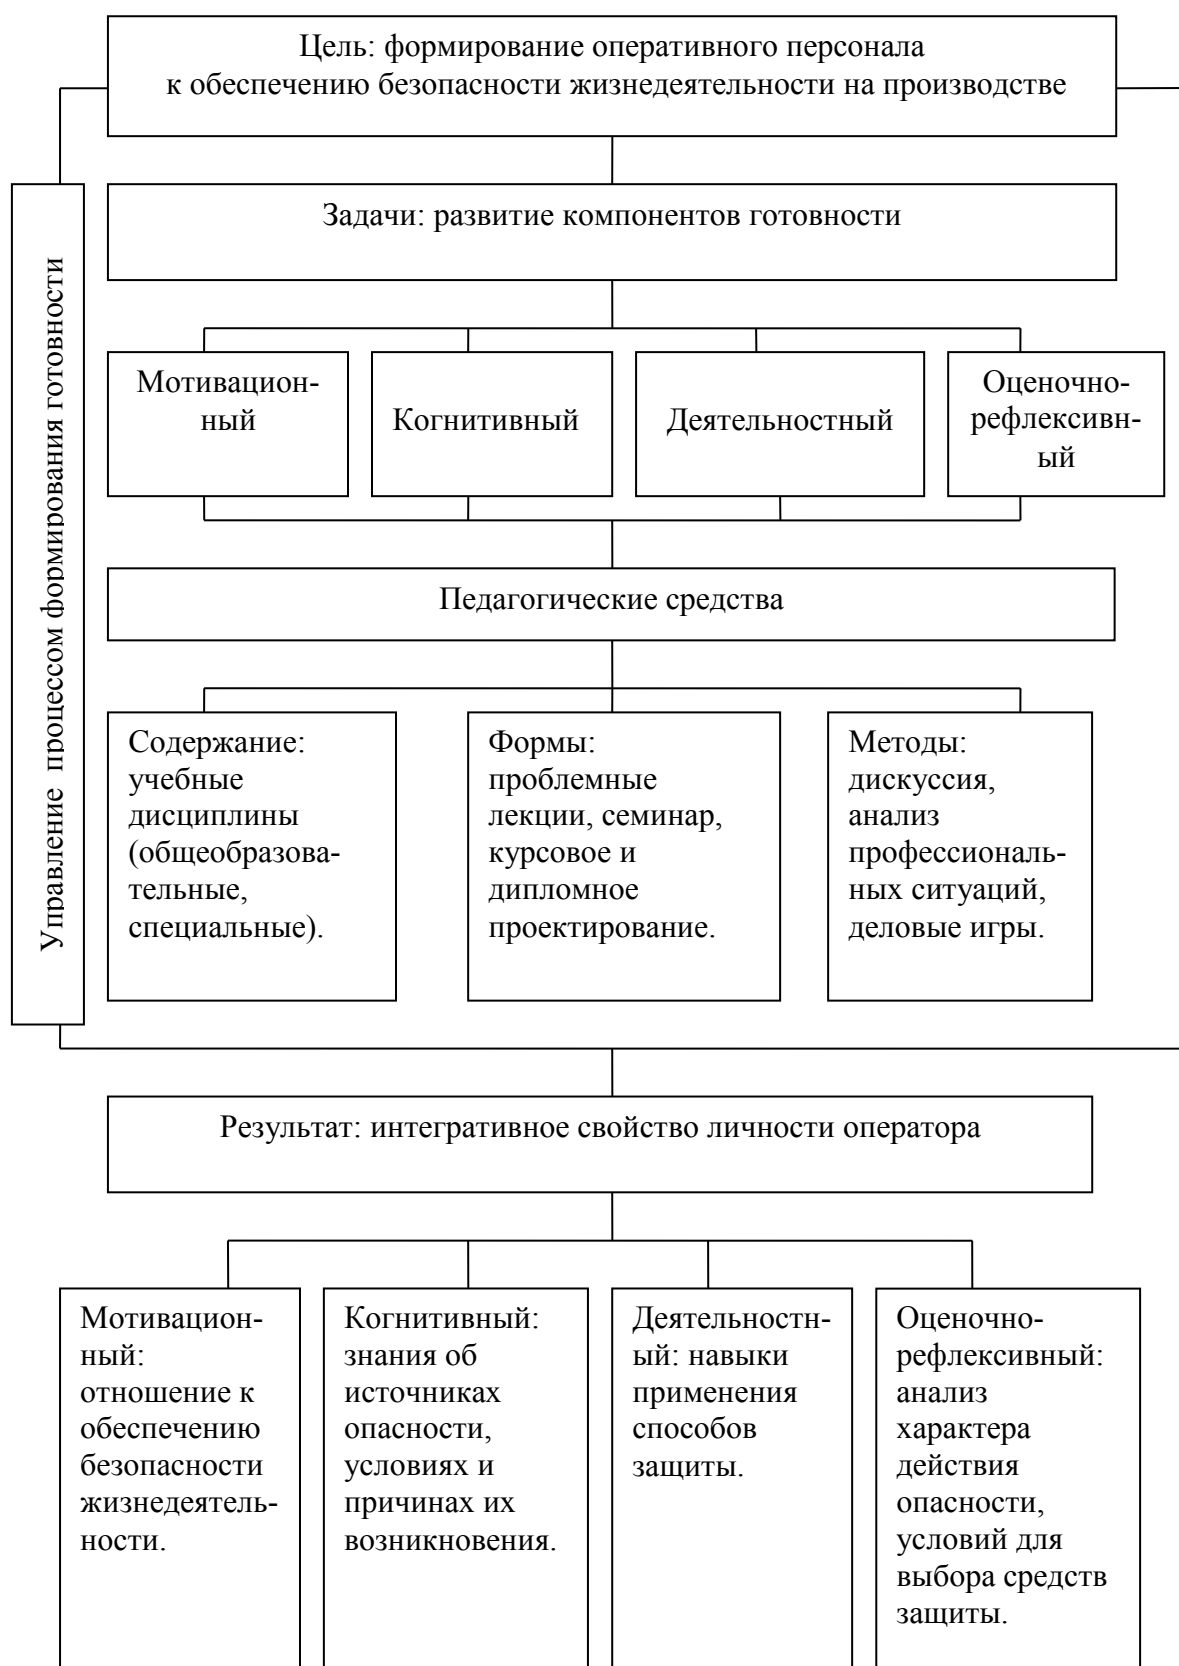 Цель: формирование оперативного персонала
к обеспечению безопасности жизнедеятельности на производстве
Управление процессом формирования готовности
Задачи: развитие компонентов готовности
Мотивацион-
ный
Когнитивный
Деятельностный
Оценочно-
рефлексивн-
ый
Педагогические средства
Содержание:
учебные
дисциплины
(общеобразова-
тельные,
специальные).
Формы:
проблемные
лекции, семинар,
курсовое и
дипломное
проектирование.
Методы:
дискуссия,
анализ
профессиональ-
ных ситуаций,
деловые игры.
Результат: интегративное свойство личности оператора
Мотивацион-
ный:
отношение к
обеспечению
безопасности
жизнедеятель-
ности.
Когнитивный:
знания об
источниках
опасности,
условиях и
причинах их
возникновения.
Деятельностн-
ый: навыки
применения
способов
защиты.
Оценочно-
рефлексивный:
анализ
характера
действия
опасности,
условий для
выбора средств
защиты.